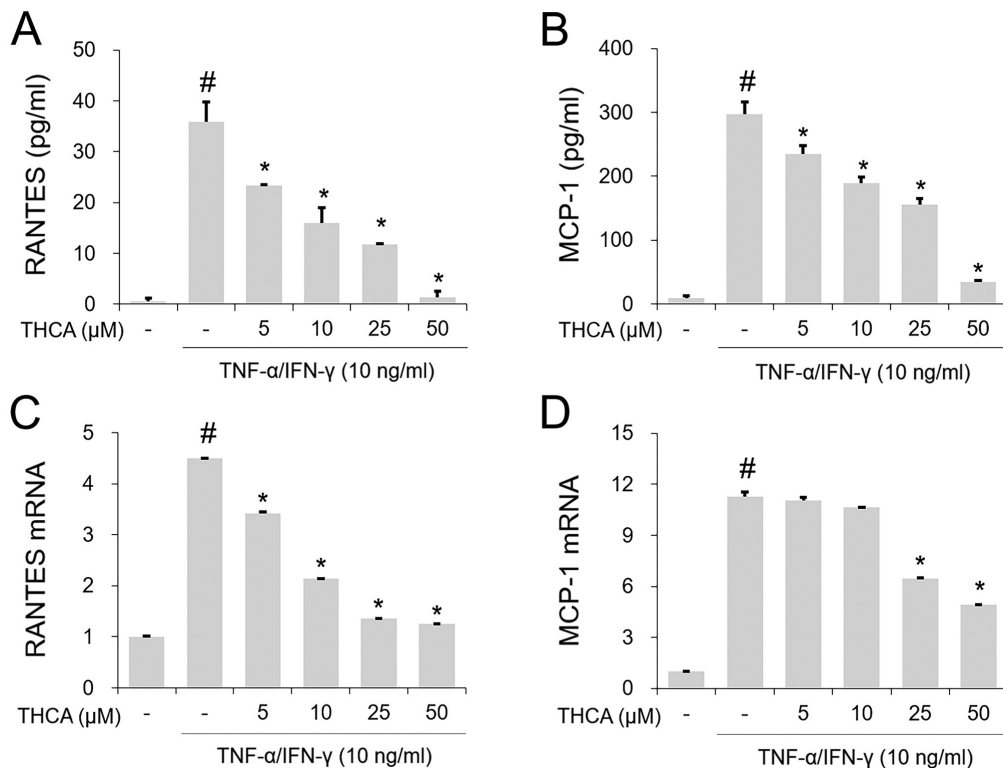 A
RANTES (pg/ml)
50
40
30
20
10
0
#
*
*
*
*
THCA (µM)
- - 5 10 25 50
TNF-α/IFN-γ (10 ng/ml)
B
MCP-1 (pg/ml)
400
300
200
100
0
#
*
*
*
*
THCA (µM)
- - 5 10 25 50
TNF-α/IFN-γ (10 ng/ml)
C
RANTES mRNA
5
4
3
2
1
0
#
*
*
*
*
THCA (µM)
- - 5 10 25 50
TNF-α/IFN-γ (10 ng/ml)
D
MCP-1 mRNA
15
12
9
6
3
0
#
*
*
THCA (µM)
- - 5 10 25 50
TNF-α/IFN-γ (10 ng/ml)